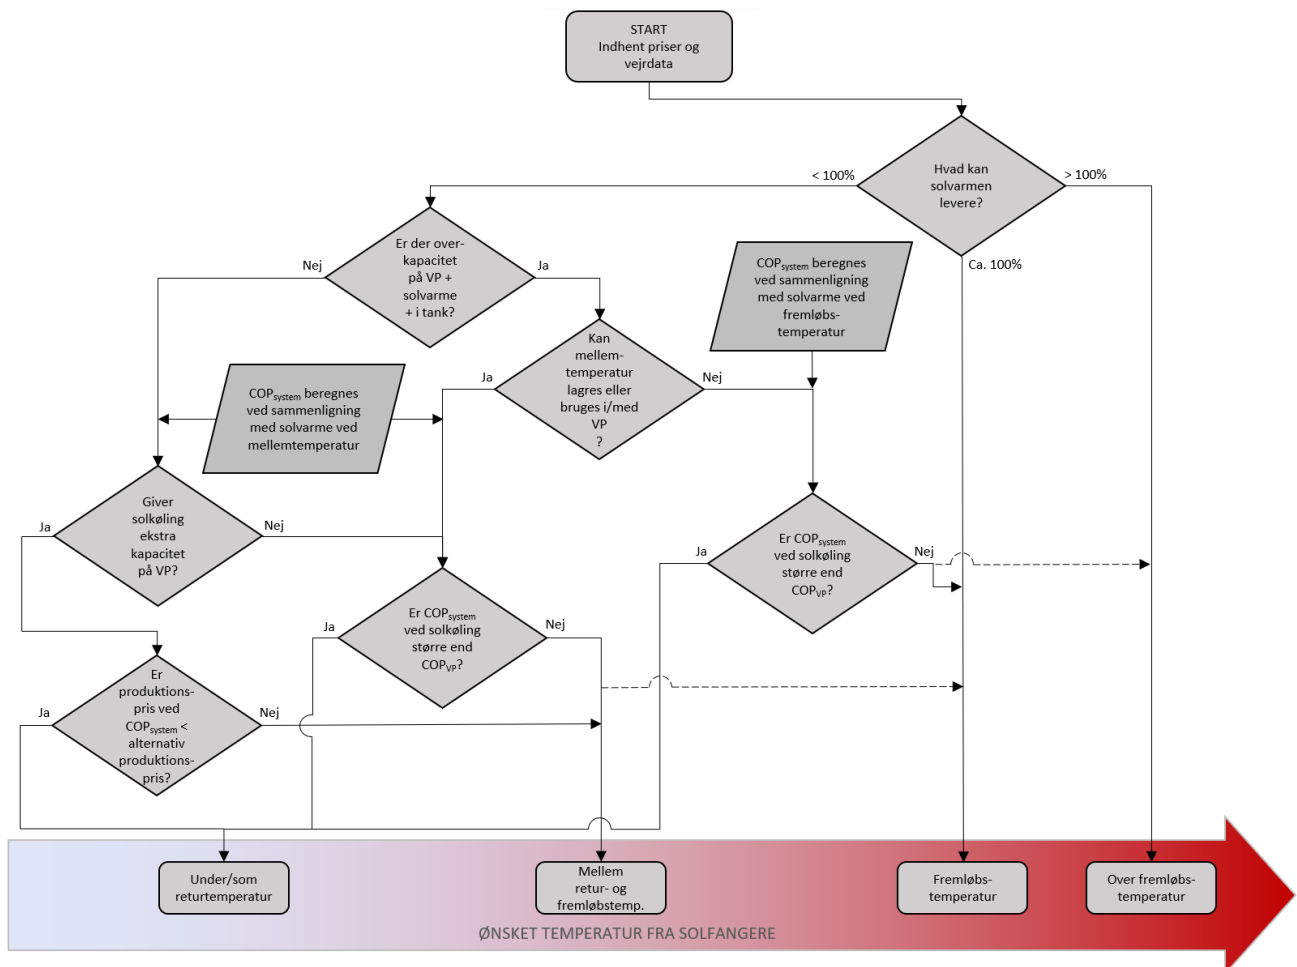 START
Indhent priser og
vejrdata
Hvad kan
solvarmen
levere?
< 100%
> 100%
Ca. 100%
Er der over-
kapacitet
på VP +
solvarme
+ i tank?
Nej
Ja
COPsystem beregnes
ved sammenligning
med solvarme ved
fremløbs-
temperatur
Kan
mellem-
temperatur
lagres eller
bruges i/med
VP
?
Ja
Nej
COPsystem beregnes
ved sammenligning
med solvarme ved
mellemtemperatur
Giver
solkøling
ekstra
kapacitet
på VP?
Ja
Nej
Er COPsystem
ved solkøling
større end
COPVP?
Ja
Nej
Er COPsystem
ved solkøling
større end
COPVP?
Ja
Nej
Er
produktions-
pris ved
COPsystem <
alternativ
produktions-
pris?
Ja
Nej
Under/som
returtemperatur
Mellem
retur- og
fremløbstemp.
Fremløbs-
temperatur
Over fremløbs-
temperatur
ØNSKET TEMPERATUR FRA SOLFANGERE